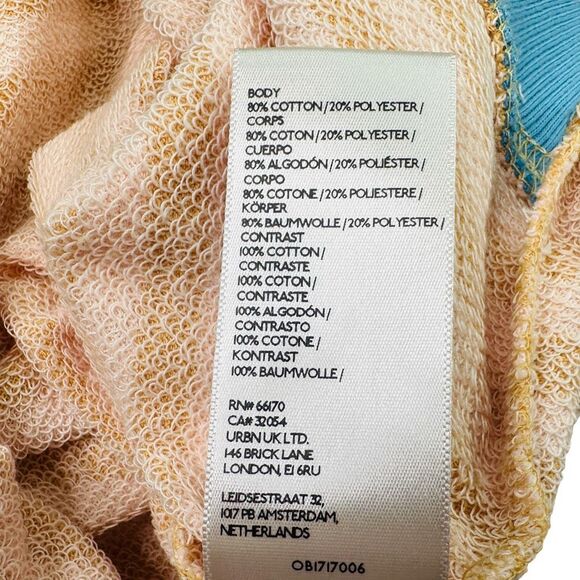 BODY
80% COTTON/20% POLYESTER/
CORPS
80% COTON/20% POLYESTER/
CUERPO
80% ALGODÓN/20% POLIÉSTER/
CORPO
80% COTONE/20% POLIESTERE/
KÖRPER
80% BAUMWOLLE/20% POLYESTER/
CONTRAST
100% COTTON/
CONTRASTE
100% COTON/
CONTRASTE
100% ALGODÓN/
CONTRASTO
100% COTONE/
KONTRAST
100% BAUMWOLLE/
RN# 66170
CA# 32054
URBN UK LTD.
146 BRICK LANE
LONDON, E1 6RU
LEIDSESTRAAT 32,
1017 PB AMSTERDAM,
NETHERLANDS
OB1717006